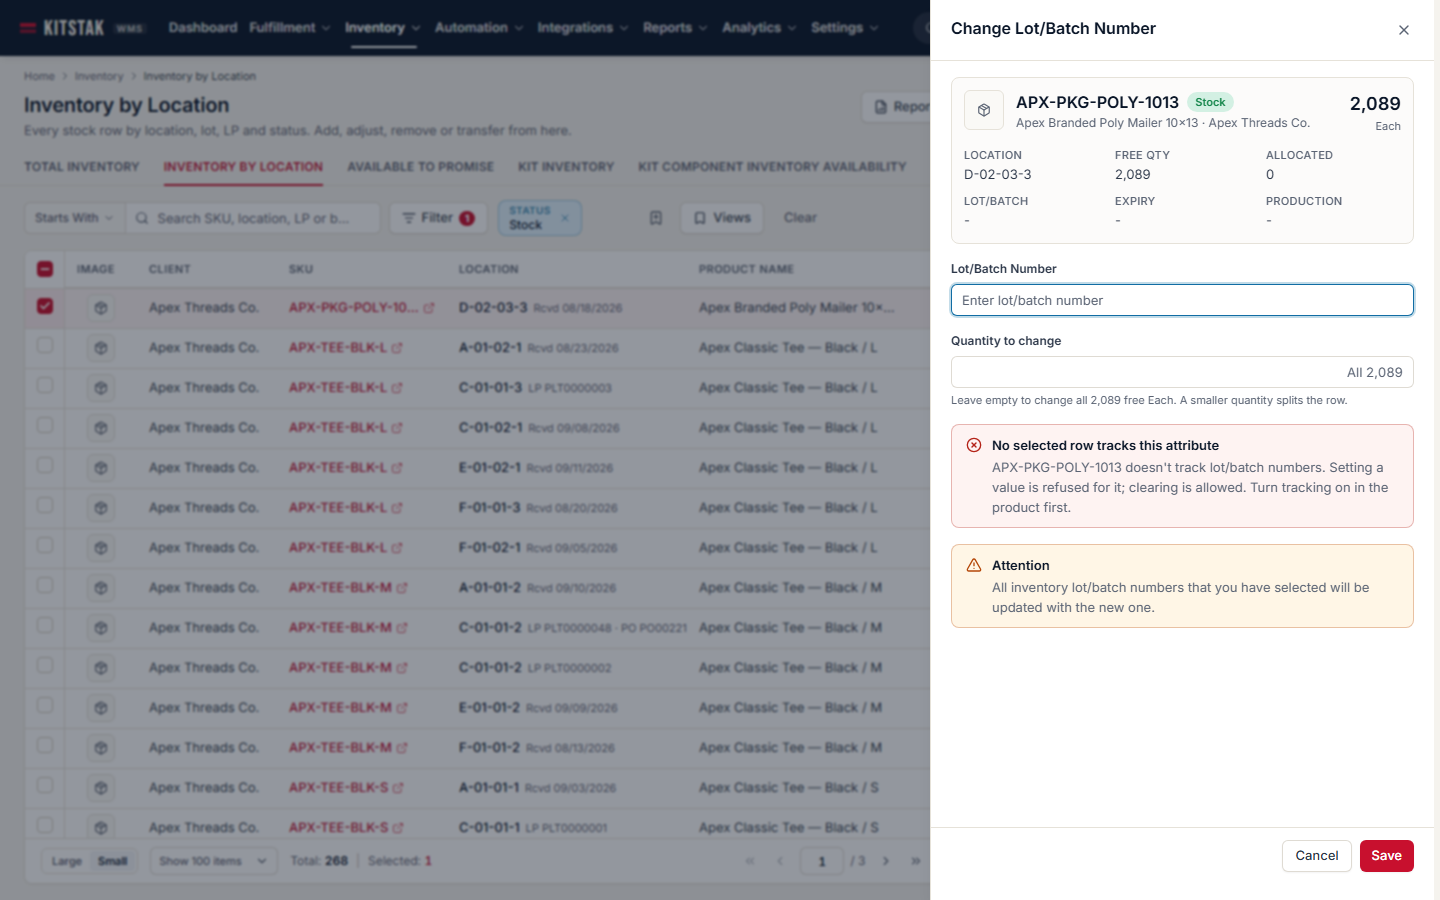 KITSTAK WMS
Dashboard Fulfillment Inventory Automation Integrations Reports Analytics Settings
Home > Inventory > Inventory by Location
Inventory by Location
Every stock row by location, lot, LP and status. Add, adjust, remove or transfer from here.
TOTAL INVENTORY INVENTORY BY LOCATION AVAILABLE TO PROMISE KIT INVENTORY KIT COMPONENT INVENTORY AVAILABILITY
Starts With Search SKU, location, LP or b... Filter 1 STATUS Stock × Views Clear
IMAGE CLIENT SKU LOCATION PRODUCT NAME
Apex Threads Co. APX-PKG-POLY-10... D-02-03-3 Rcvd 08/18/2026 Apex Branded Poly Mailer 10×...
Apex Threads Co. APX-TEE-BLK-L A-01-02-1 Rcvd 08/23/2026 Apex Classic Tee — Black / L
Apex Threads Co. APX-TEE-BLK-L C-01-01-3 LP PLT0000003 Apex Classic Tee — Black / L
Apex Threads Co. APX-TEE-BLK-L C-01-02-1 Rcvd 09/08/2026 Apex Classic Tee — Black / L
Apex Threads Co. APX-TEE-BLK-L E-01-02-1 Rcvd 09/11/2026 Apex Classic Tee — Black / L
Apex Threads Co. APX-TEE-BLK-L F-01-01-3 Rcvd 08/20/2026 Apex Classic Tee — Black / L
Apex Threads Co. APX-TEE-BLK-L F-01-02-1 Rcvd 09/05/2026 Apex Classic Tee — Black / L
Apex Threads Co. APX-TEE-BLK-M A-01-01-2 Rcvd 09/10/2026 Apex Classic Tee — Black / M
Apex Threads Co. APX-TEE-BLK-M C-01-01-2 LP PLT0000048 · PO PO00221 Apex Classic Tee — Black / M
Apex Threads Co. APX-TEE-BLK-M C-01-01-2 LP PLT0000002 Apex Classic Tee — Black / M
Apex Threads Co. APX-TEE-BLK-M E-01-01-2 Rcvd 09/09/2026 Apex Classic Tee — Black / M
Apex Threads Co. APX-TEE-BLK-M F-01-01-2 Rcvd 08/13/2026 Apex Classic Tee — Black / M
Apex Threads Co. APX-TEE-BLK-S A-01-01-1 Rcvd 09/03/2026 Apex Classic Tee — Black / S
Apex Threads Co. APX-TEE-BLK-S C-01-01-1 LP PLT0000001 Apex Classic Tee — Black / S
Large Small Show 100 items Total: 268 | Selected: 1 « ‹ 1 / 3 › »
Change Lot/Batch Number ×
APX-PKG-POLY-1013 Stock 2,089
Apex Branded Poly Mailer 10×13 · Apex Threads Co. Each
LOCATION FREE QTY ALLOCATED
D-02-03-3 2,089 0
LOT/BATCH EXPIRY PRODUCTION
- - -
Lot/Batch Number
Enter lot/batch number
Quantity to change
All 2,089
Leave empty to change all 2,089 free Each. A smaller quantity splits the row.
No selected row tracks this attribute
APX-PKG-POLY-1013 doesn't track lot/batch numbers. Setting a
value is refused for it; clearing is allowed. Turn tracking on in the
product first.
Attention
All inventory lot/batch numbers that you have selected will be
updated with the new one.
Cancel Save